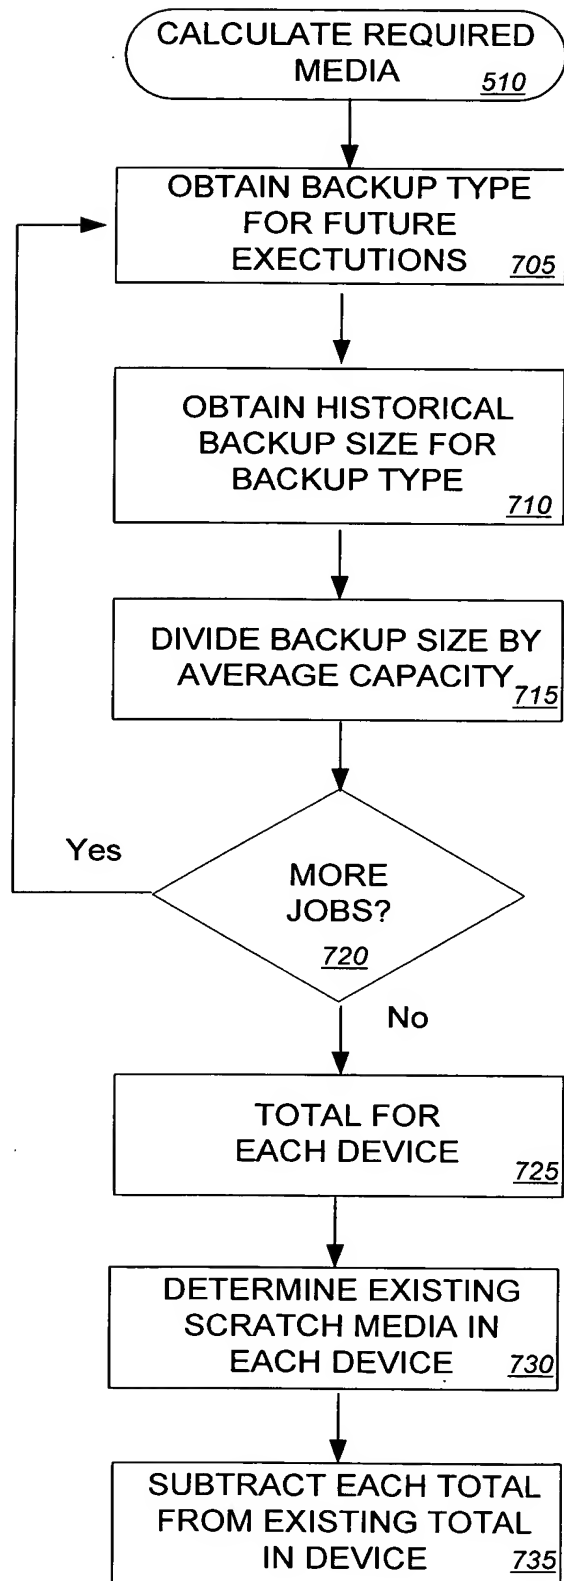 CALCULATE REQUIRED
MEDIA 510
OBTAIN BACKUP TYPE
FOR FUTURE
EXECTUTIONS 705
OBTAIN HISTORICAL
BACKUP SIZE FOR
BACKUP TYPE
710
DIVIDE BACKUP SIZE BY
AVERAGE CAPACITY
715
Yes
MORE
JOBS?
720
No
TOTAL FOR
EACH DEVICE
725
DETERMINE EXISTING
SCRATCH MEDIA IN
EACH DEVICE 730
SUBTRACT EACH TOTAL
FROM EXISTING TOTAL
IN DEVICE 735